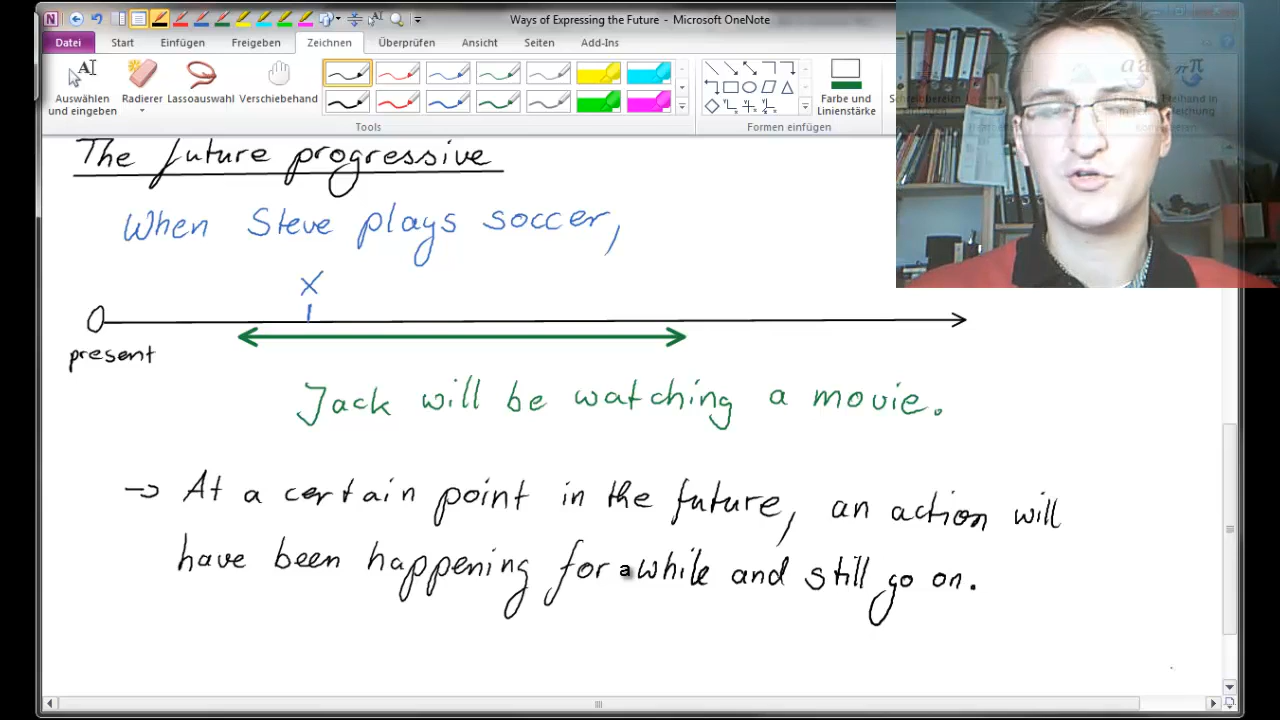 Ways of Expressing the Future - Microsoft OneNote
Datei Start Einfügen Freigeben Zeichnen Überprüfen Ansicht Seiten Add-Ins
Auswählen und eingeben
Radierer
Lassoauswahl
Verschiebehand
Tools
Formen einfügen
Farbe und Linienstärke
The future progressive
When Steve plays soccer,
X
present
Jack will be watching a movie.
→ At a certain point in the future, an action will
have been happening for a while and still go on.